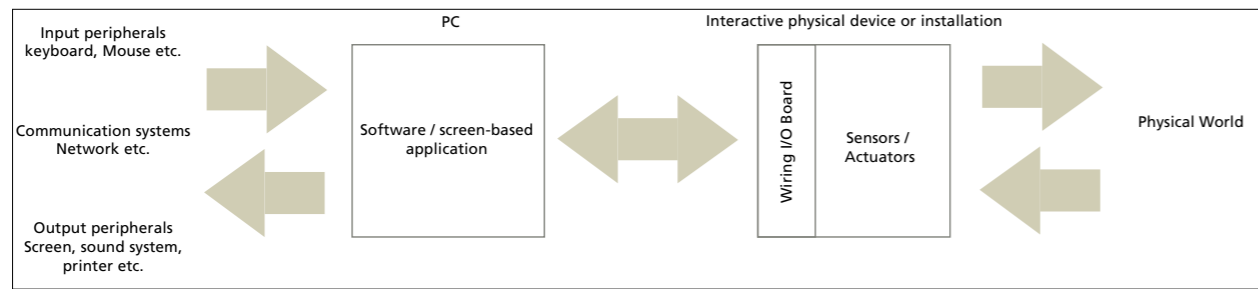 Input peripherals
keyboard, Mouse etc.
Communication systems
Network etc.
Output peripherals
Screen, sound system,
printer etc.
PC
Software / screen-based
application
Interactive physical device or installation
Wiring I/O Board
Sensors /
Actuators
Physical World